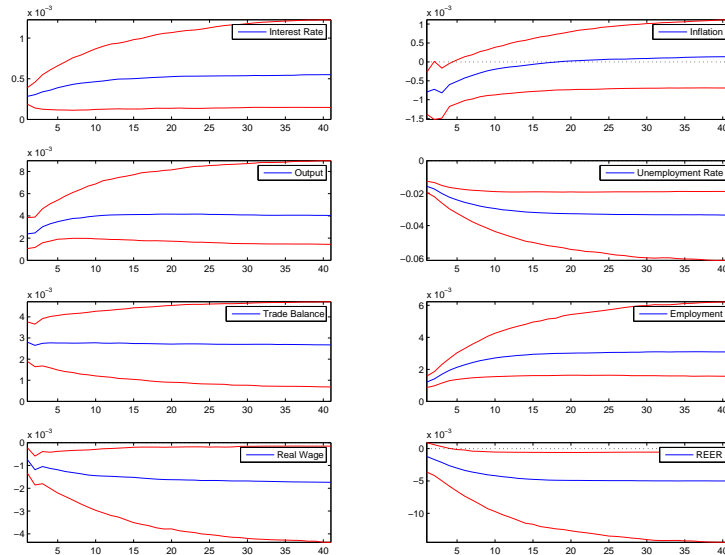 x 10^-3
1
0.5
0
Interest Rate
5 10 15 20 25 30 35 40
x 10^-3
1
0.5
0
−0.5
−1
−1.5
Inflation
5 10 15 20 25 30 35 40
x 10^-3
8
6
4
2
0
Output
5 10 15 20 25 30 35 40
0
−0.02
−0.04
−0.06
Unemployment Rate
5 10 15 20 25 30 35 40
x 10^-3
4
3
2
1
0
Trade Balance
5 10 15 20 25 30 35 40
x 10^-3
6
4
2
0
Employment
5 10 15 20 25 30 35 40
x 10^-3
0
−1
−2
−3
−4
Real Wage
5 10 15 20 25 30 35 40
x 10^-3
0
−5
−10
REER
5 10 15 20 25 30 35 40